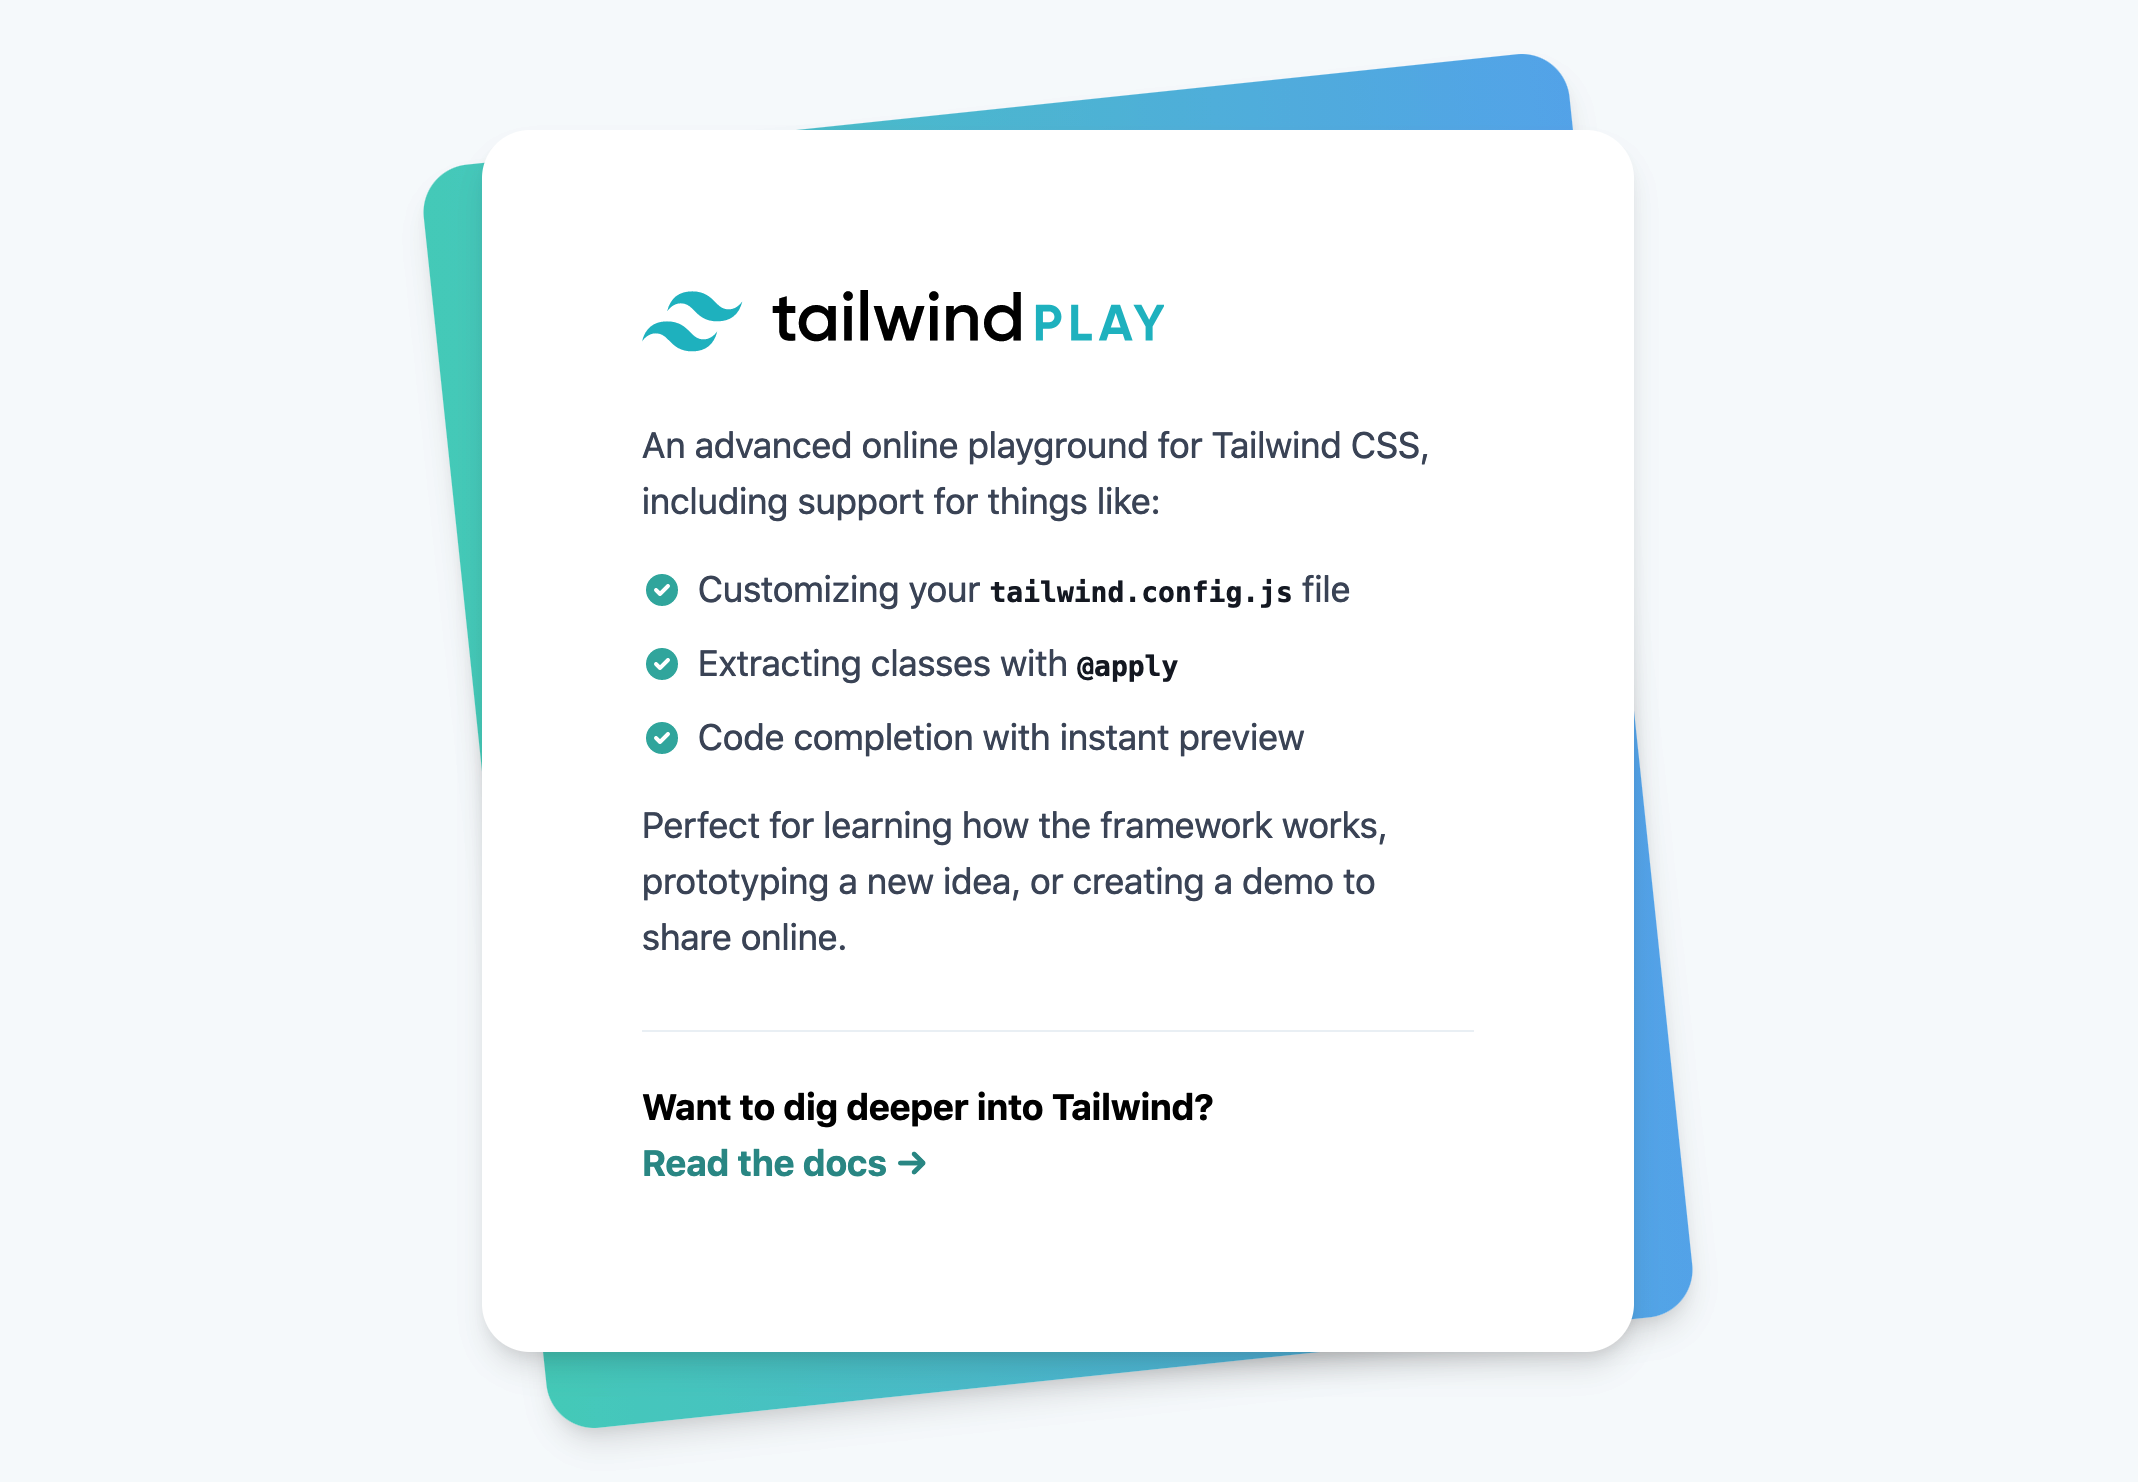 tailwind PLAY
An advanced online playground for Tailwind CSS,
including support for things like:
Customizing your tailwind.config.js file
Extracting classes with @apply
Code completion with instant preview
Perfect for learning how the framework works,
prototyping a new idea, or creating a demo to
share online.
Want to dig deeper into Tailwind?
Read the docs →